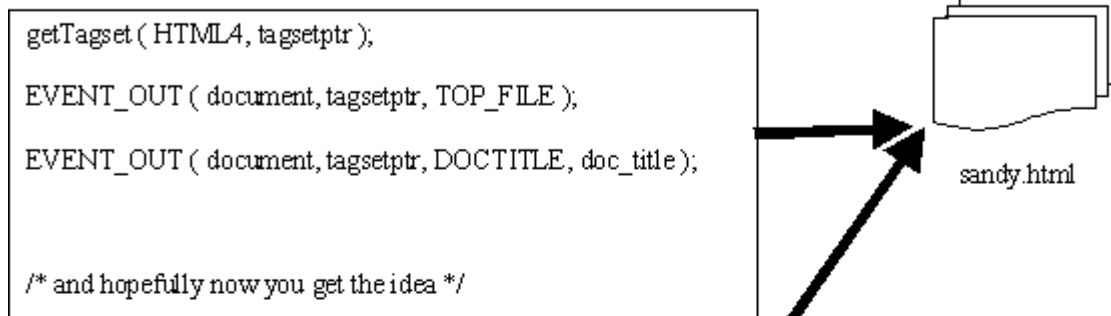 getTagset ( HTML4, tagsetptr );
EVENT_OUT ( document, tagsetptr, TOP_FILE );
EVENT_OUT ( document, tagsetptr, DOCTITLE, doc_title );
/* and hopefully now you get the idea */
sandy.html